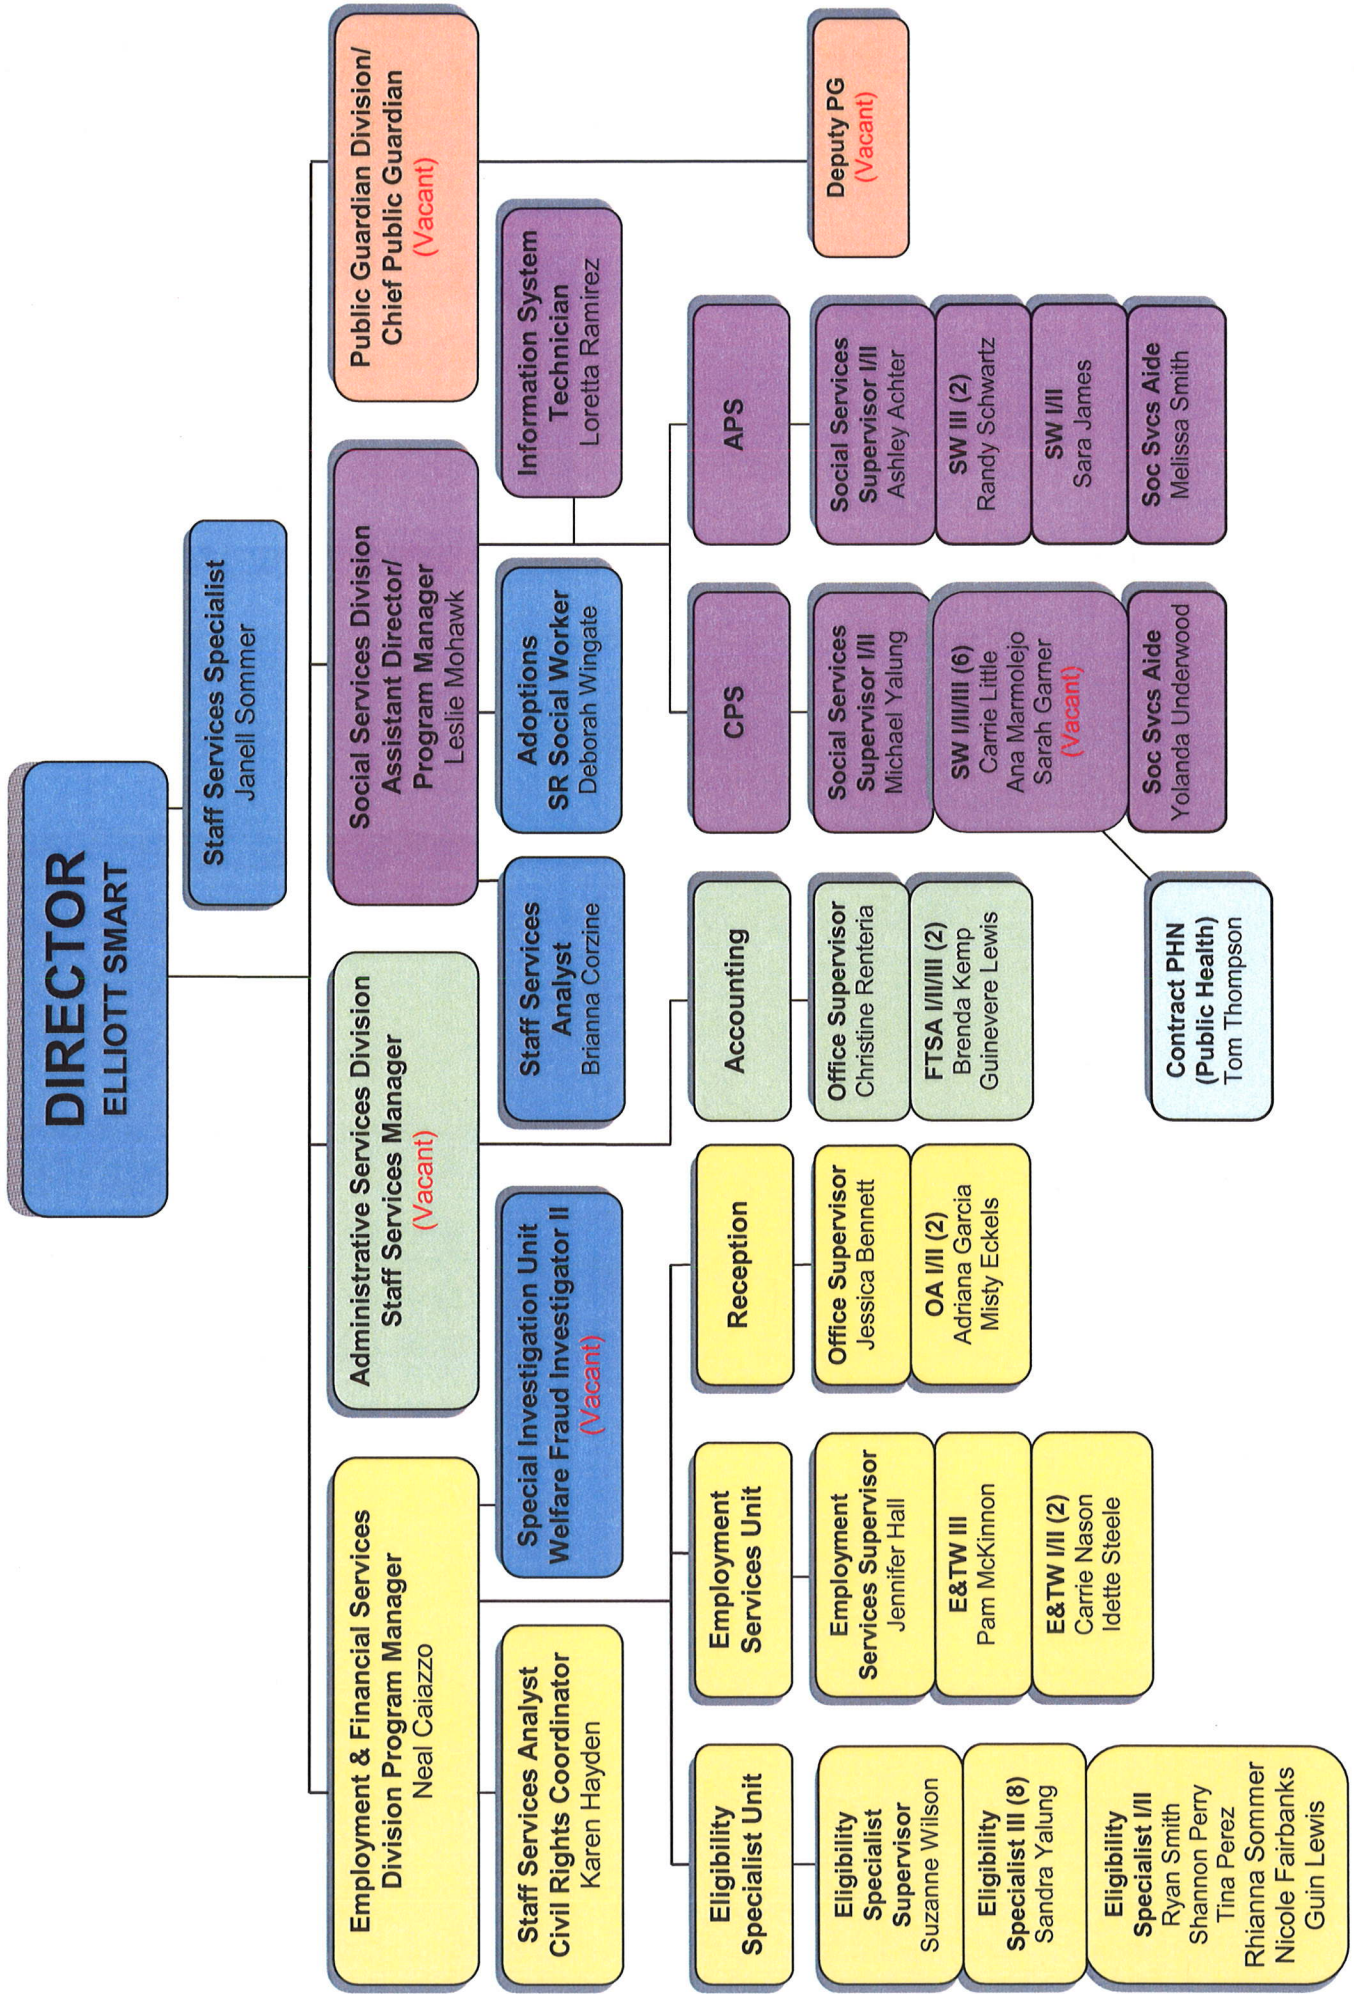 DIRECTOR
ELLIOTT SMART
Staff Services Specialist
Janell Sommer
Employment & Financial Services
Division Program Manager
Neal Caiazzo
Administrative Services Division
Staff Services Manager
(Vacant)
Social Services Division
Assistant Director/
Program Manager
Leslie Mohawk
Public Guardian Division/
Chief Public Guardian
(Vacant)
Staff Services Analyst
Civil Rights Coordinator
Karen Hayden
Special Investigation Unit
Welfare Fraud Investigator II
(Vacant)
Staff Services
Analyst
Brianna Corzine
Adoptions
SR Social Worker
Deborah Wingate
Information System
Technician
Loretta Ramirez
Eligibility
Specialist Unit
Eligibility
Specialist
Supervisor
Suzanne Wilson
Eligibility
Specialist III (8)
Sandra Yalung
Eligibility
Specialist I/II
Ryan Smith
Shannon Perry
Tina Perez
Rhianna Sommer
Nicole Fairbanks
Guin Lewis
Employment
Services Unit
Employment
Services Supervisor
Jennifer Hall
E&TW III
Pam McKinnon
E&TW I/II (2)
Carrie Nason
Idette Steele
Reception
Office Supervisor
Jessica Bennett
OA I/II (2)
Adriana Garcia
Misty Eckels
Accounting
Office Supervisor
Christine Renteria
FTSA I/II/III (2)
Brenda Kemp
Guinevere Lewis
CPS
Social Services
Supervisor I/II
Michael Yalung
SW I/II/III (6)
Carrie Little
Ana Marmolejo
Sarah Garner
(Vacant)
Soc Svcs Aide
Yolanda Underwood
Contract PHN
(Public Health)
Tom Thompson
APS
Social Services
Supervisor I/II
Ashley Achter
SW III (2)
Randy Schwartz
SW I/II
Sara James
Soc Svcs Aide
Melissa Smith
Deputy PG
(Vacant)